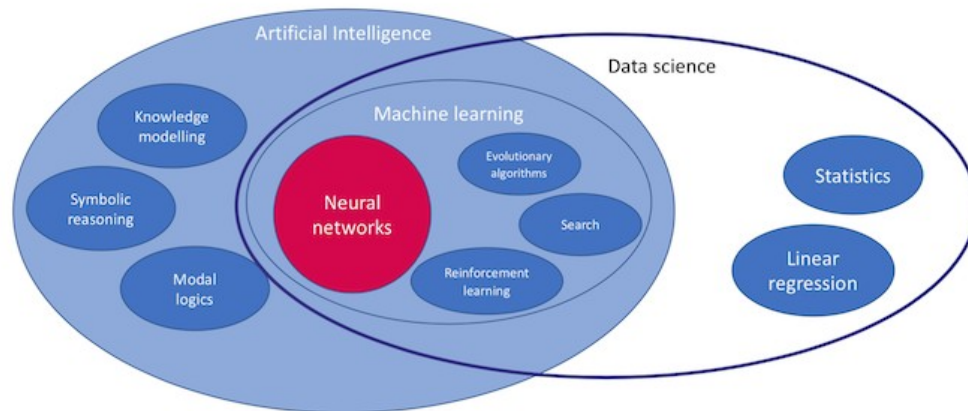 Artificial Intelligence
Data science
Machine learning
Knowledge
modelling
Symbolic
reasoning
Modal
logics
Neural
networks
Evolutionary
algorithms
Search
Reinforcement
learning
Statistics
Linear
regression